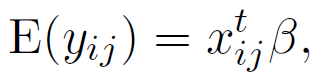 E(y_{ij}) = x_{ij}^{t} β,